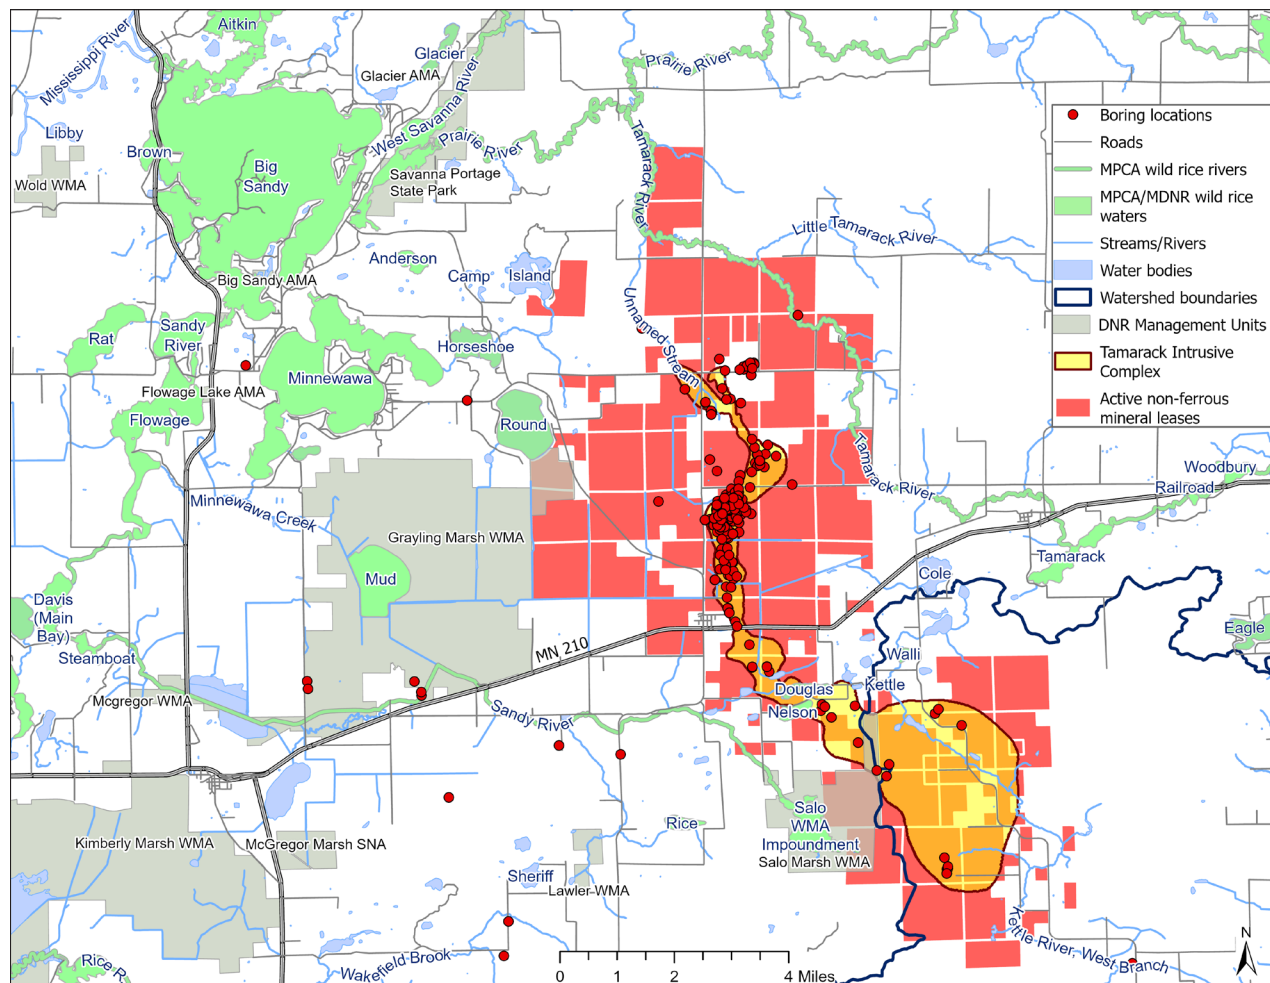 Aitkin
Mississippi River
Glacier
Glacier AMA
Prairie River
Libby
Brown
West Savanna River
Prairie River
Tamarack River
Big
Sandy
Savanna Portage
State Park
Wold WMA
Little Tamarack River
Anderson
Camp
Island
Big Sandy AMA
Unnamed Stream
Rat
Sandy
River
Horseshoe
Minnewawa
Flowage Lake AMA
Flowage
Round
Tamarack River
Woodbury
Railroad
Minnewawa Creek
Grayling Marsh WMA
Mud
Tamarack
Cole
Davis
(Main
Bay)
Eagle
Steamboat
MN 210
Walli
Mcgregor WMA
Douglas
Kettle
Nelson
Sandy River
Salo
WMA
Impoundment
Rice
Kimberly Marsh WMA
McGregor Marsh SNA
Salo Marsh WMA
Sheriff
Lawler WMA
Kettle River, West Branch
Rice R
Wakefield Brook
0 2 4 Miles
N
Boring locations
Roads
MPCA wild rice rivers
MPCA/MDNR wild rice
waters
Streams/Rivers
Water bodies
Watershed boundaries
DNR Management Units
Tamarack Intrusive
Complex
Active non-ferrous
mineral leases